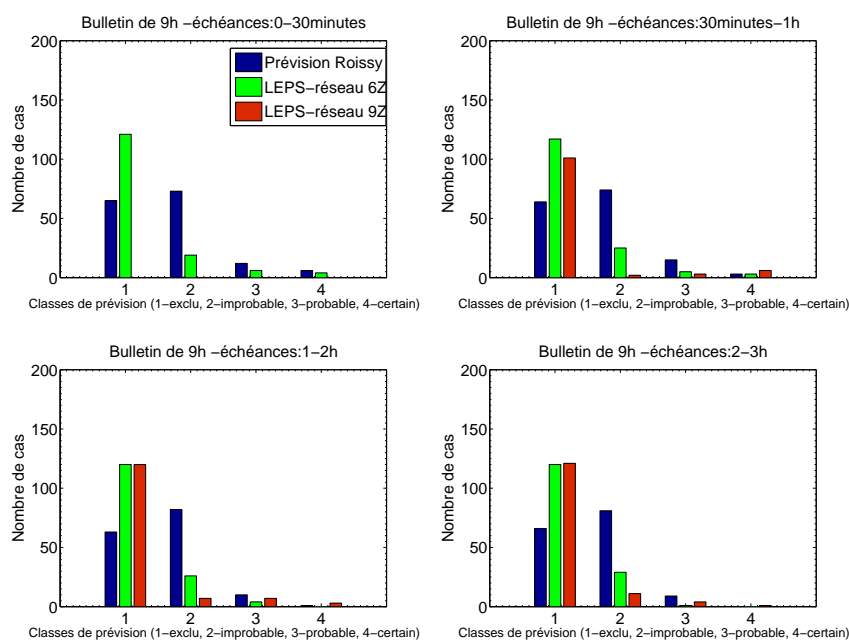 Bulletin de 9h −échéances:0−30minutes
200
150
100
50
0
Nombre de cas
Prévision Roissy
LEPS−réseau 6Z
LEPS−réseau 9Z
1 2 3 4
Classes de prévision (1−exclu, 2−improbable, 3−probable, 4−certain)
Bulletin de 9h −échéances:30minutes−1h
200
150
100
50
0
Nombre de cas
1 2 3 4
Classes de prévision (1−exclu, 2−improbable, 3−probable, 4−certain)
Bulletin de 9h −échéances:1−2h
200
150
100
50
0
Nombre de cas
1 2 3 4
Classes de prévision (1−exclu, 2−improbable, 3−probable, 4−certain)
Bulletin de 9h −échéances:2−3h
200
150
100
50
0
Nombre de cas
1 2 3 4
Classes de prévision (1−exclu, 2−improbable, 3−probable, 4−certain)